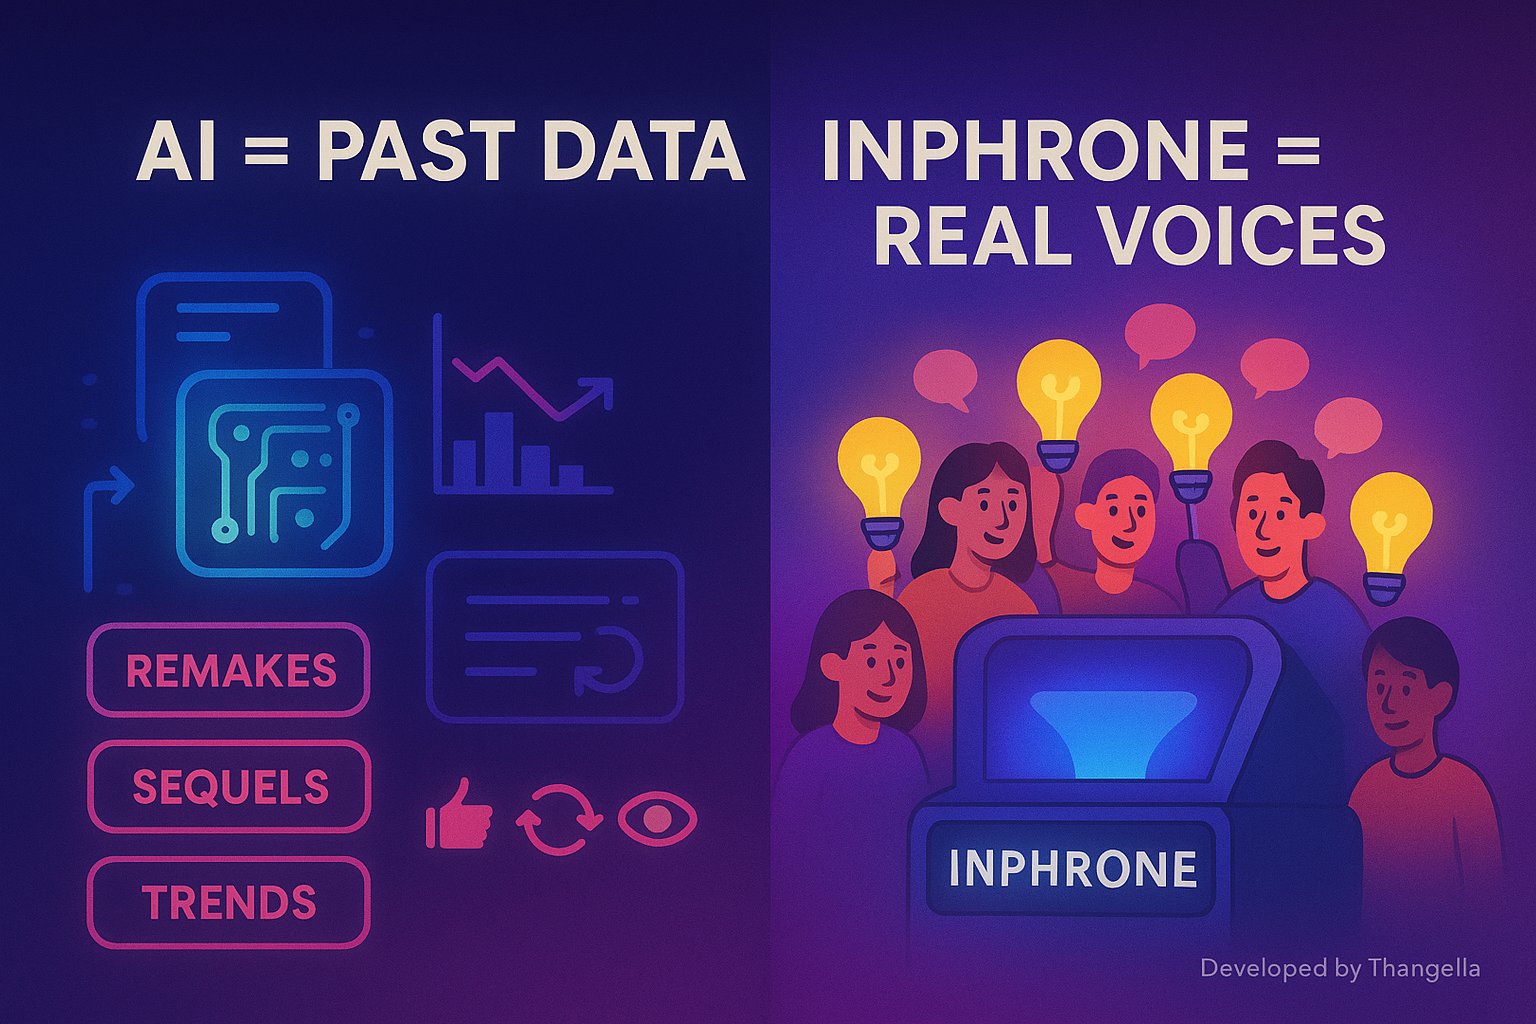 AI = PAST DATA
REMAKES
SEQUELS
TRENDS
INPHRONE =
REAL VOICES
INPHRONE
Developed by Thangella